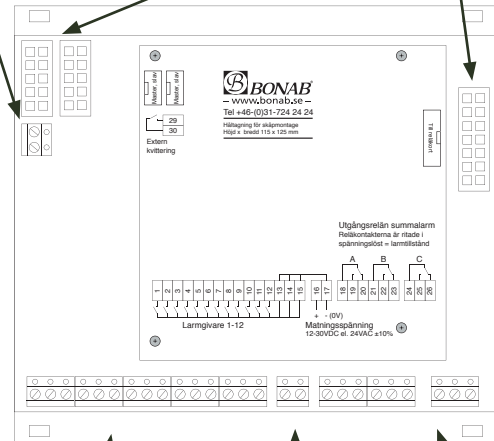 Master, slav
Master, slav
BONAB®
– www.bonab.se –
Tel +46-(0)31-724 24 24
Håltagning för skåpmontage
Höjd x bredd 115 x 125 mm
29
30
Extern
kvittering
Till reläkort
Utgångsrelän summalarm
Reläkontakterna är ritade i
spänningslöst = larmtillstånd
A B C
1 2 3 4 5 6 7 8 9 10 11 12 13 14 15 16 17 18 19 20 21 22 23 24 25 26
+ - (0V)
Larmgivare 1-12
Matningsspänning
12-30VDC el. 24VAC ±10%